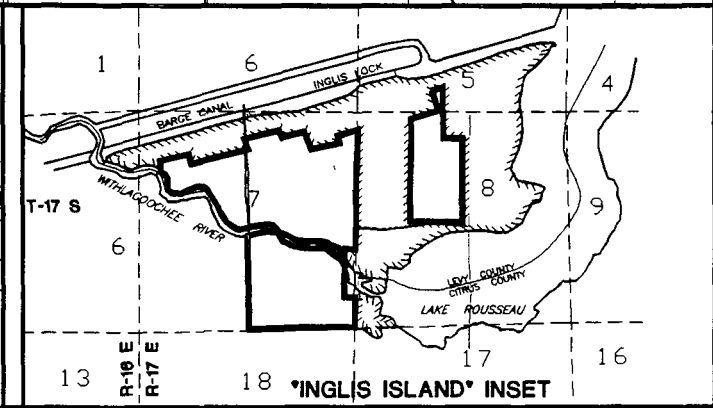 1
6
5
4
INGLIS LOCK
BARGE CANAL
T-17 S
WITHLACOOCHEE RIVER
7
8
9
6
LEVY COUNTY
CITRUS COUNTY
LAKE ROUSSEAU
R-16 E
R-17 E
13
18
17
16
"INGLIS ISLAND" INSET